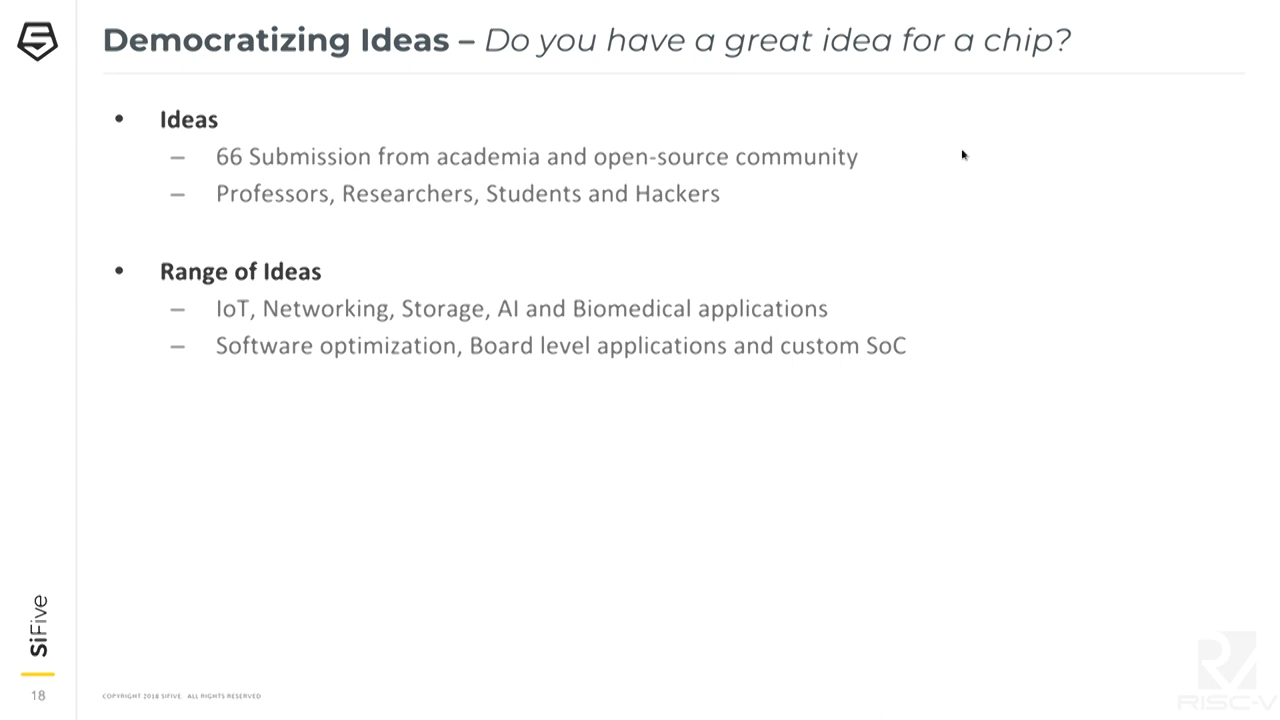 Democratizing Ideas – Do you have a great idea for a chip?
• Ideas
– 66 Submission from academia and open-source community
– Professors, Researchers, Students and Hackers
• Range of Ideas
– IoT, Networking, Storage, AI and Biomedical applications
– Software optimization, Board level applications and custom SoC
SiFive
18
COPYRIGHT 2018 SIFIVE. ALL RIGHTS RESERVED
RISC-V